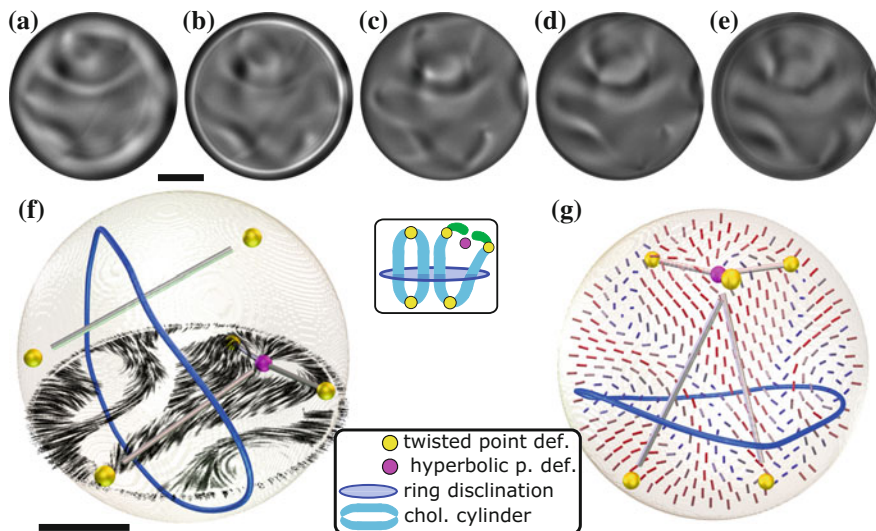 (a)
(b)
(c)
(d)
(e)
(f)
(g)
twisted point def.
hyperbolic p. def.
ring disclination
chol. cylinder